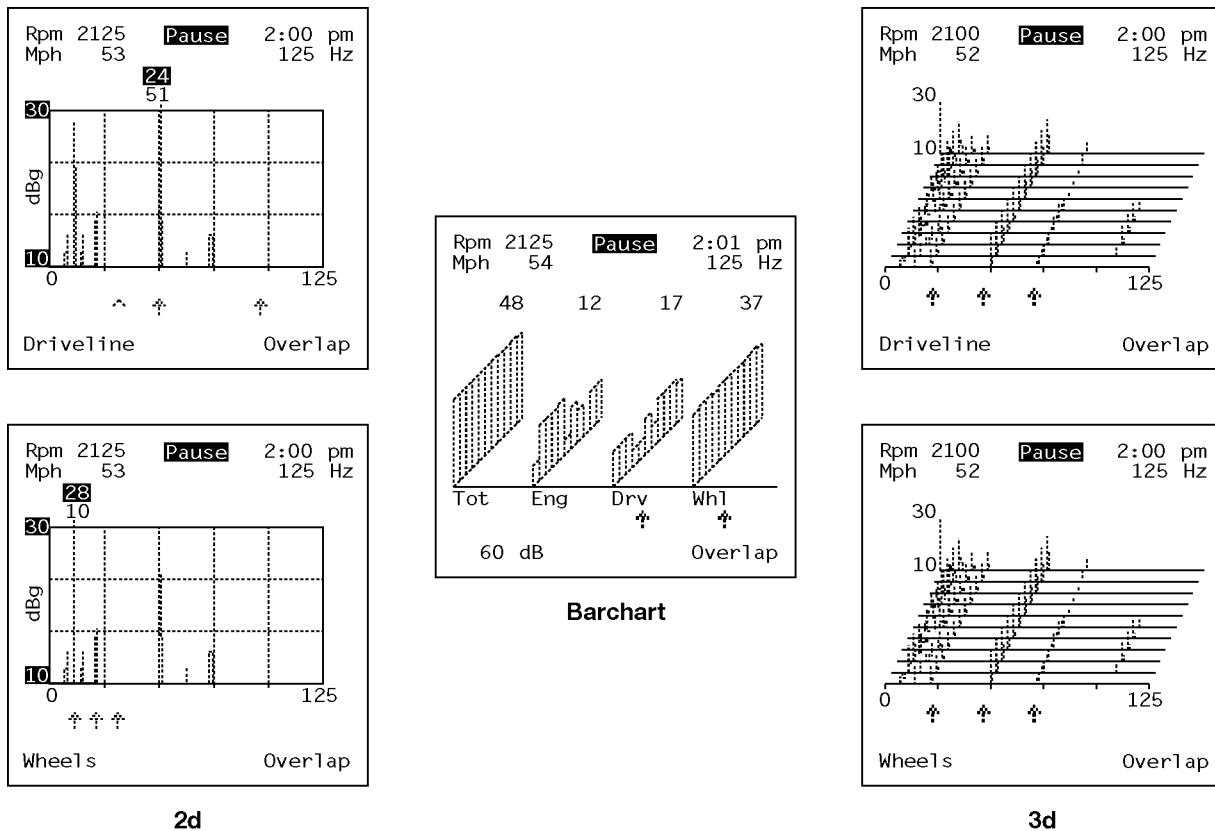 Rpm 2125 Pause 2:00 pm
Mph 53 125 Hz
24
51
30
dBg
10
0 125
Driveline Overlap
Rpm 2125 Pause 2:00 pm
Mph 53 125 Hz
28
10
30
dBg
10
0 125
Wheels Overlap
2d
Rpm 2125 Pause 2:01 pm
Mph 54 125 Hz
48 12 17 37
Tot Eng Drv Whl
60 dB Overlap
Barchart
Rpm 2100 Pause 2:00 pm
Mph 52 125 Hz
30
10
0 125
Driveline Overlap
Rpm 2100 Pause 2:00 pm
Mph 52 125 Hz
30
10
0 125
Wheels Overlap
3d